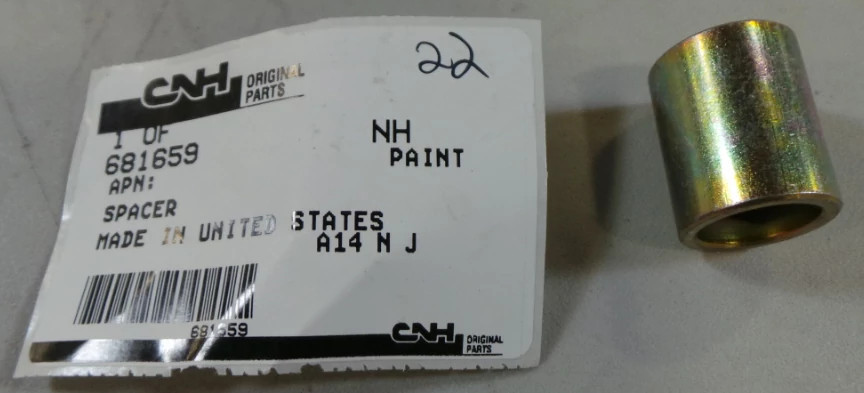 22
CNH ORIGINAL PARTS
1 OF NH
681659 PAINT
APN:
SPACER
MADE IN UNITED STATES
A14 N J
681659
CNH ORIGINAL PARTS